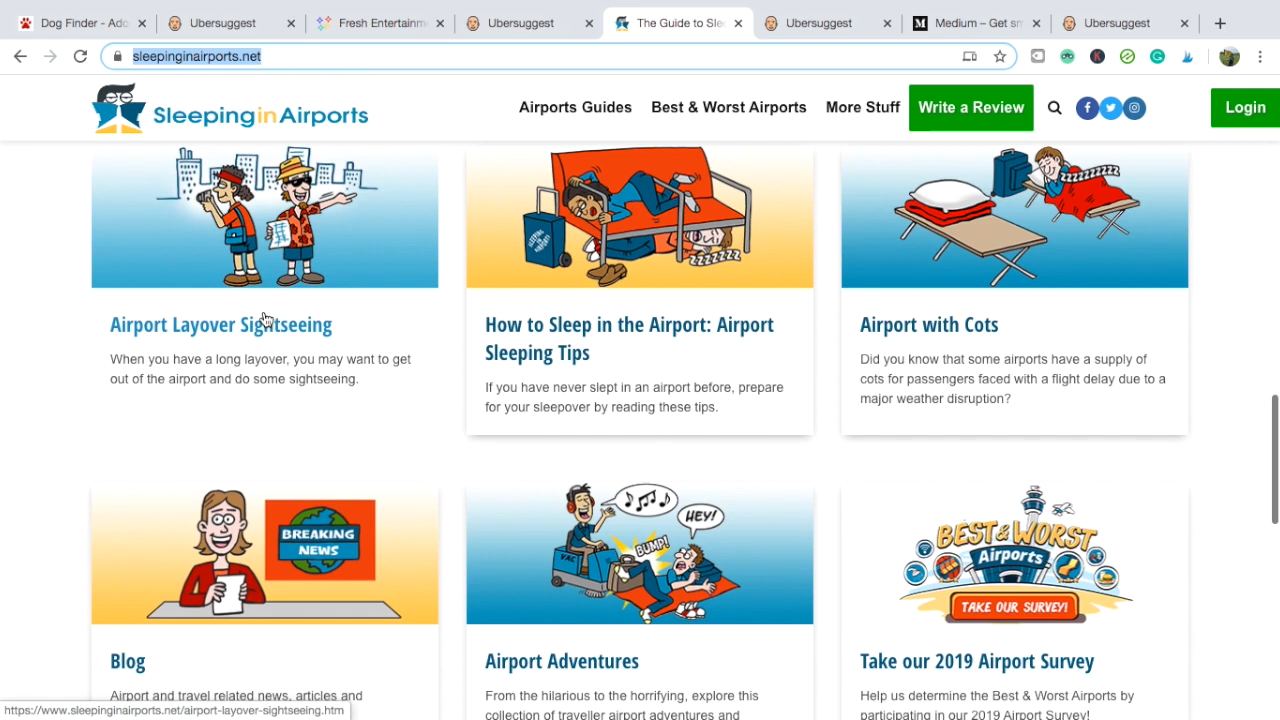 Dog Finder - Ado
Ubersuggest
Fresh Entertainm
Ubersuggest
The Guide to Slee
Ubersuggest
Medium – Get sm
Ubersuggest
sleepinginairports.net
SleepinginAirports
Airports Guides
Best & Worst Airports
More Stuff
Write a Review
Login
SLEEPING IN AIRPORTS
ZZZZZZZ
ZZZZZZZ
Airport Layover Sightseeing
When you have a long layover, you may want to get
out of the airport and do some sightseeing.
How to Sleep in the Airport: Airport
Sleeping Tips
If you have never slept in an airport before, prepare
for your sleepover by reading these tips.
Airport with Cots
Did you know that some airports have a supply of
cots for passengers faced with a flight delay due to a
major weather disruption?
BREAKING
NEWS
HEY!
BUMP!
VAC
BEST & WORST
Airports
TAKE OUR SURVEY!
Blog
Airport and travel related news, articles and
Airport Adventures
From the hilarious to the horrifying, explore this
collection of traveller airport adventures and
Take our 2019 Airport Survey
Help us determine the Best & Worst Airports by
participating in our 2019 Airport Survey!
https://www.sleepinginairports.net/airport-layover-sightseeing.htm